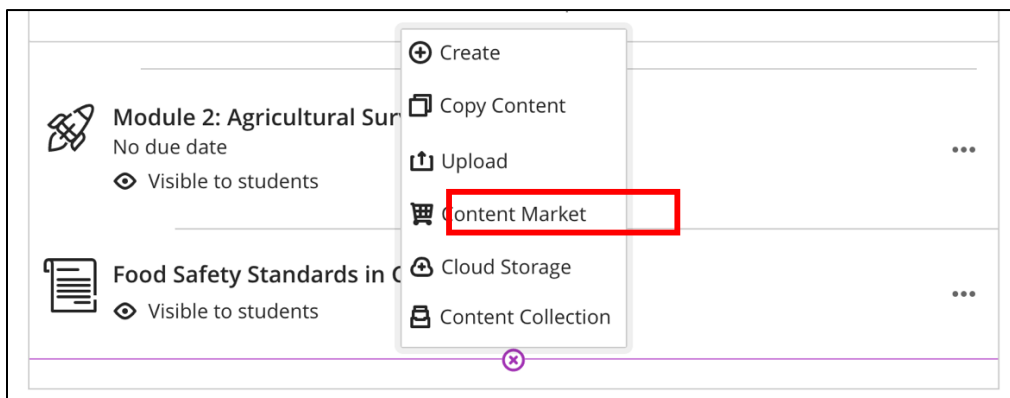 Create
Copy Content
Module 2: Agricultural Sur
No due date
Visible to students
Upload
Content Market
Cloud Storage
Food Safety Standards in
Visible to students
Content Collection